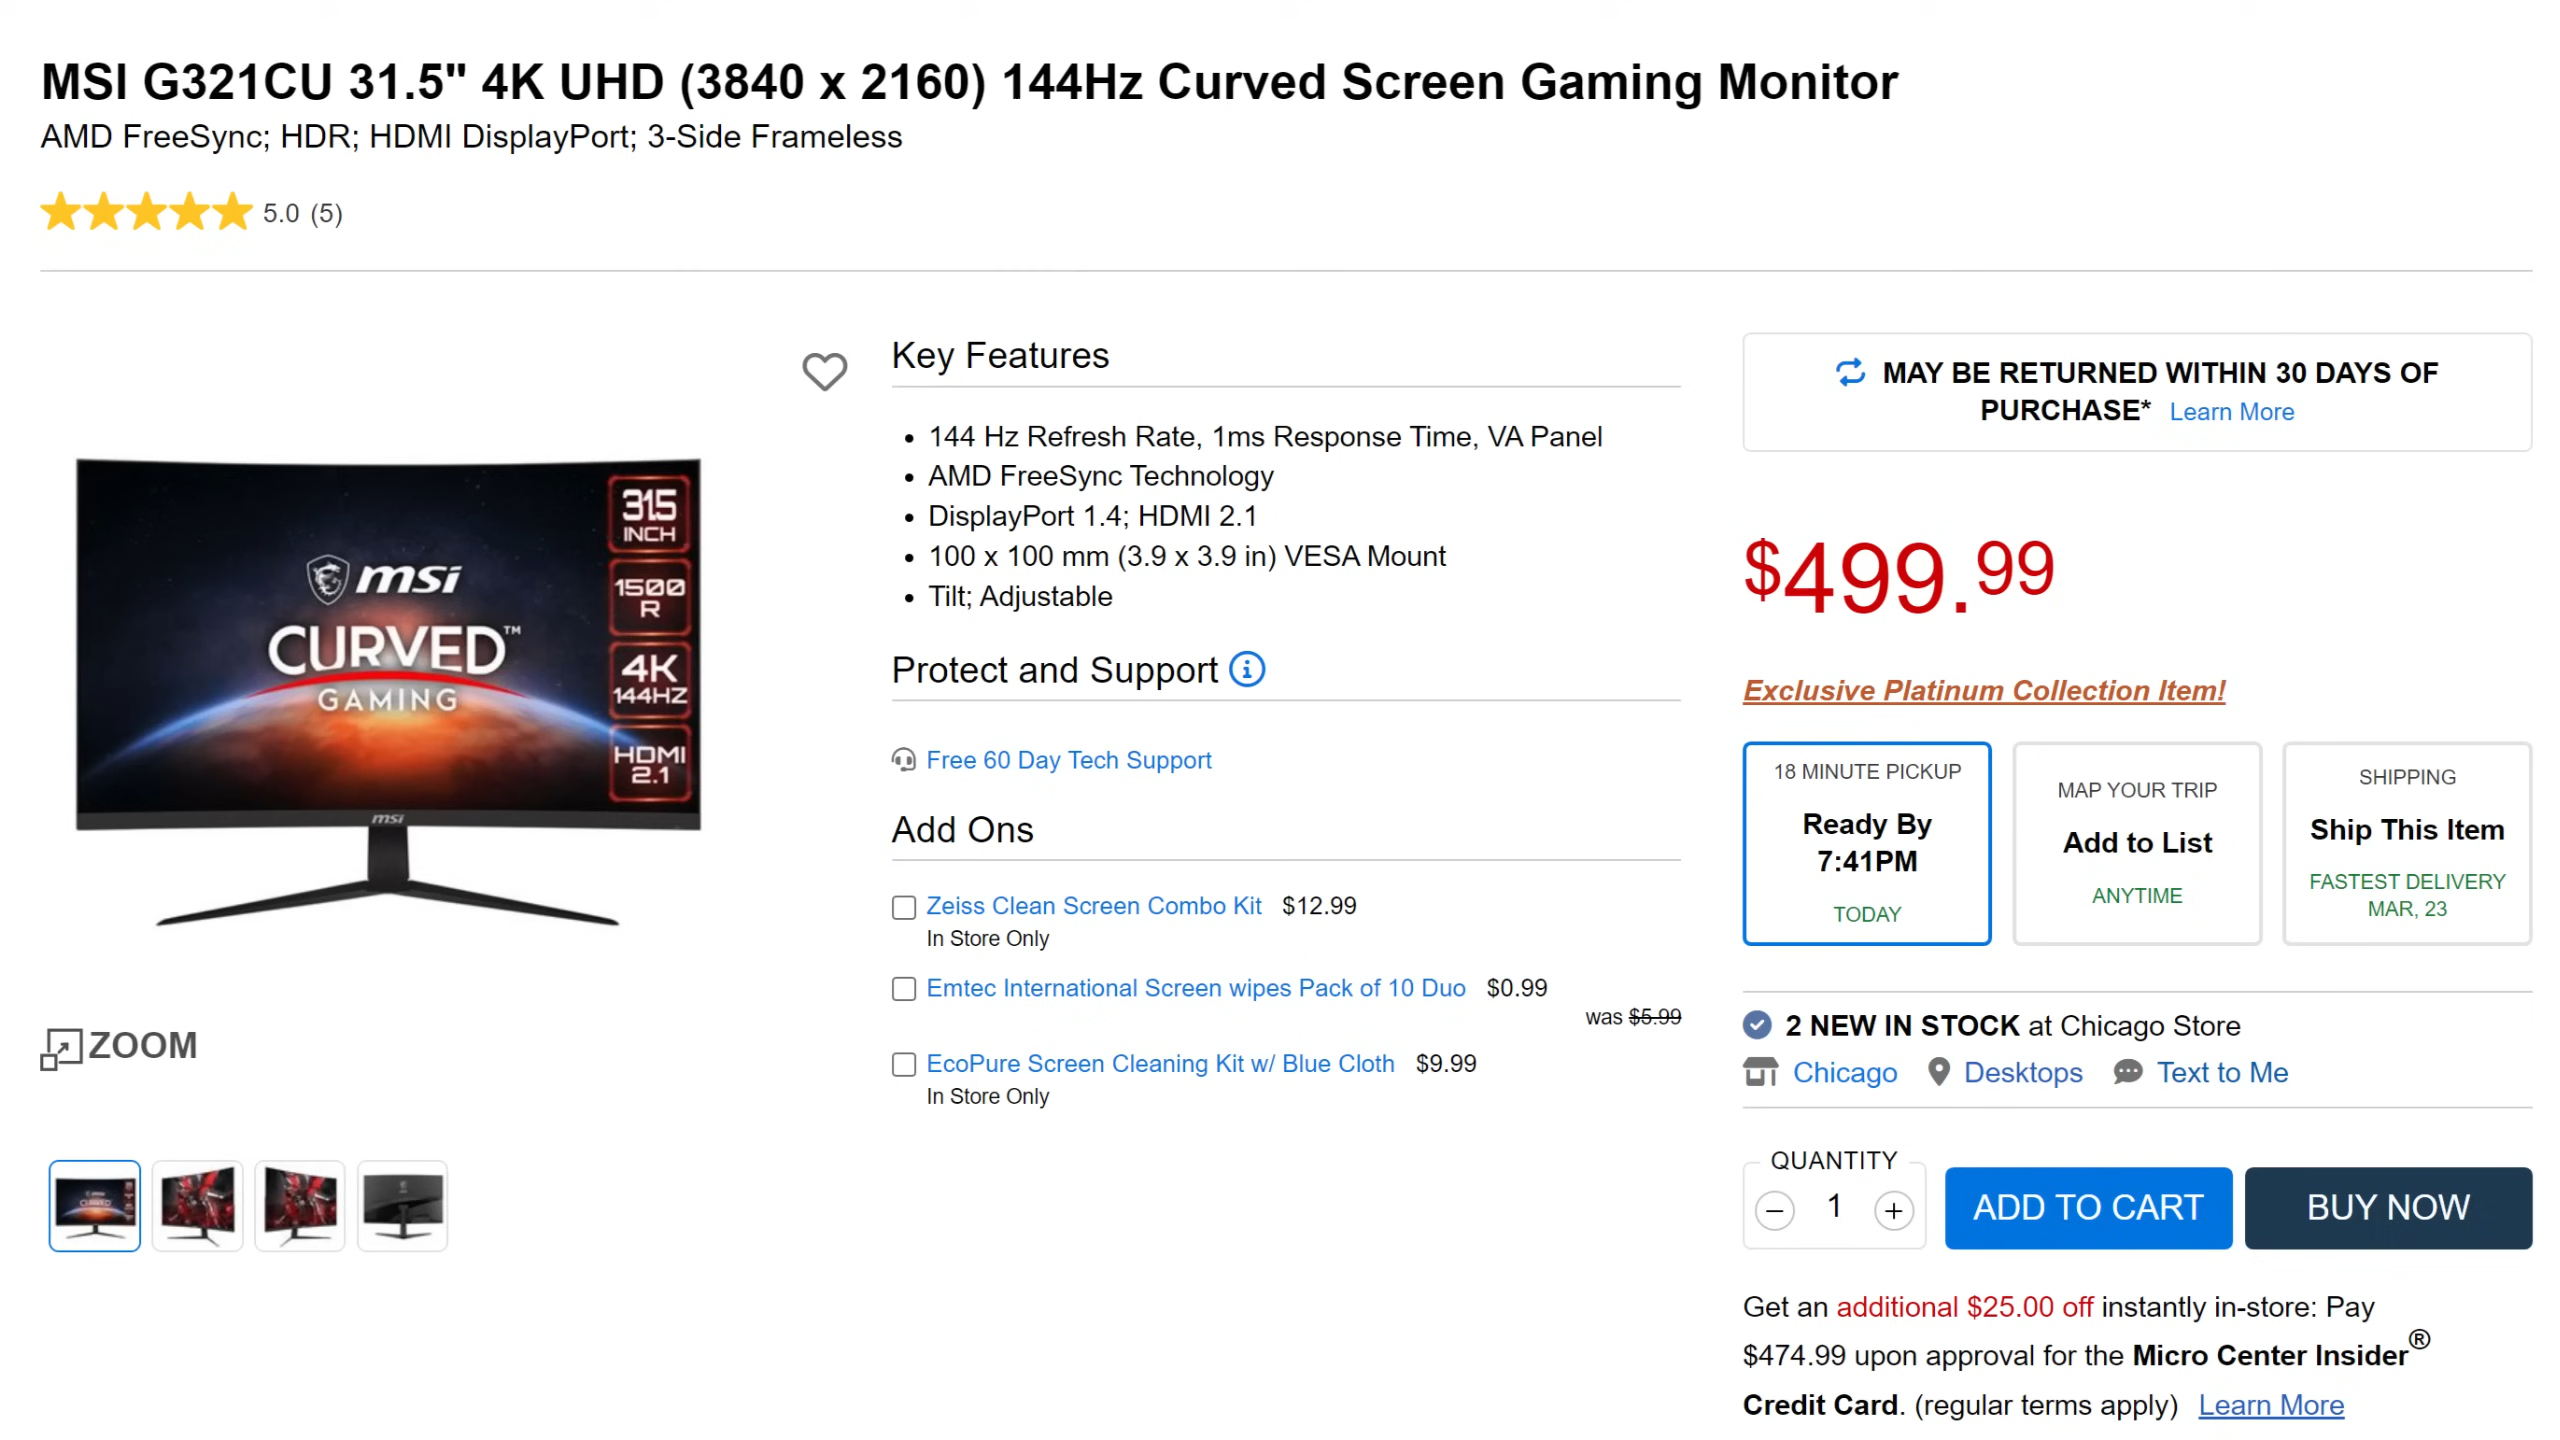 MSI G321CU 31.5" 4K UHD (3840 x 2160) 144Hz Curved Screen Gaming Monitor
AMD FreeSync; HDR; HDMI DisplayPort; 3-Side Frameless
5.0 (5)
315
INCH
1500
R
4K
144HZ
HDMI
2.1
msi
CURVED™
GAMING
msi
ZOOM
Key Features
• 144 Hz Refresh Rate, 1ms Response Time, VA Panel
• AMD FreeSync Technology
• DisplayPort 1.4; HDMI 2.1
• 100 x 100 mm (3.9 x 3.9 in) VESA Mount
• Tilt; Adjustable
Protect and Support
Free 60 Day Tech Support
Add Ons
Zeiss Clean Screen Combo Kit $12.99
In Store Only
Emtec International Screen wipes Pack of 10 Duo $0.99
was $5.99
EcoPure Screen Cleaning Kit w/ Blue Cloth $9.99
In Store Only
MAY BE RETURNED WITHIN 30 DAYS OF
PURCHASE* Learn More
$499.99
Exclusive Platinum Collection Item!
18 MINUTE PICKUP
Ready By
7:41PM
TODAY
MAP YOUR TRIP
Add to List
ANYTIME
SHIPPING
Ship This Item
FASTEST DELIVERY
MAR, 23
2 NEW IN STOCK at Chicago Store
Chicago Desktops Text to Me
QUANTITY
− 1 +
ADD TO CART
BUY NOW
Get an additional $25.00 off instantly in-store: Pay
$474.99 upon approval for the Micro Center Insider®
Credit Card. (regular terms apply) Learn More